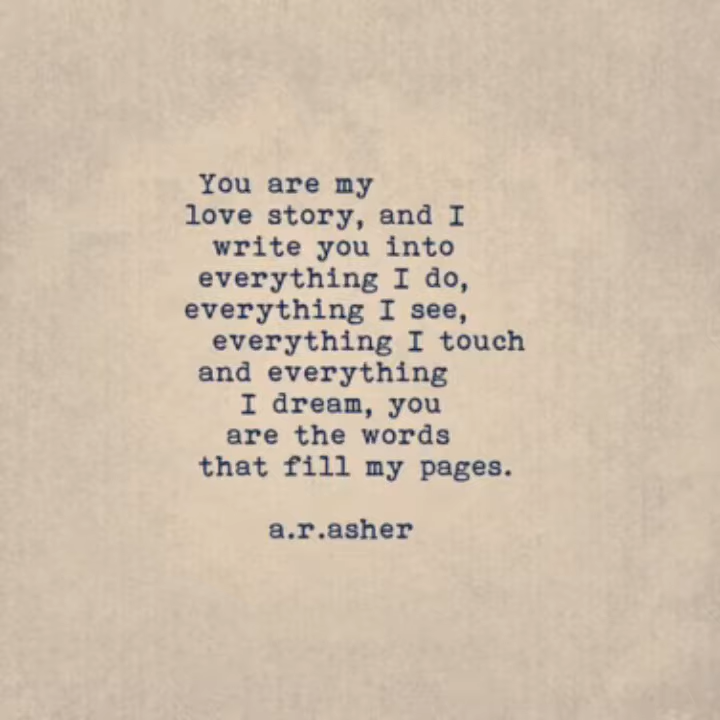 You are my
love story, and I
write you into
everything I do,
everything I see,
everything I touch
and everything
I dream, you
are the words
that fill my pages.
a.r.asher